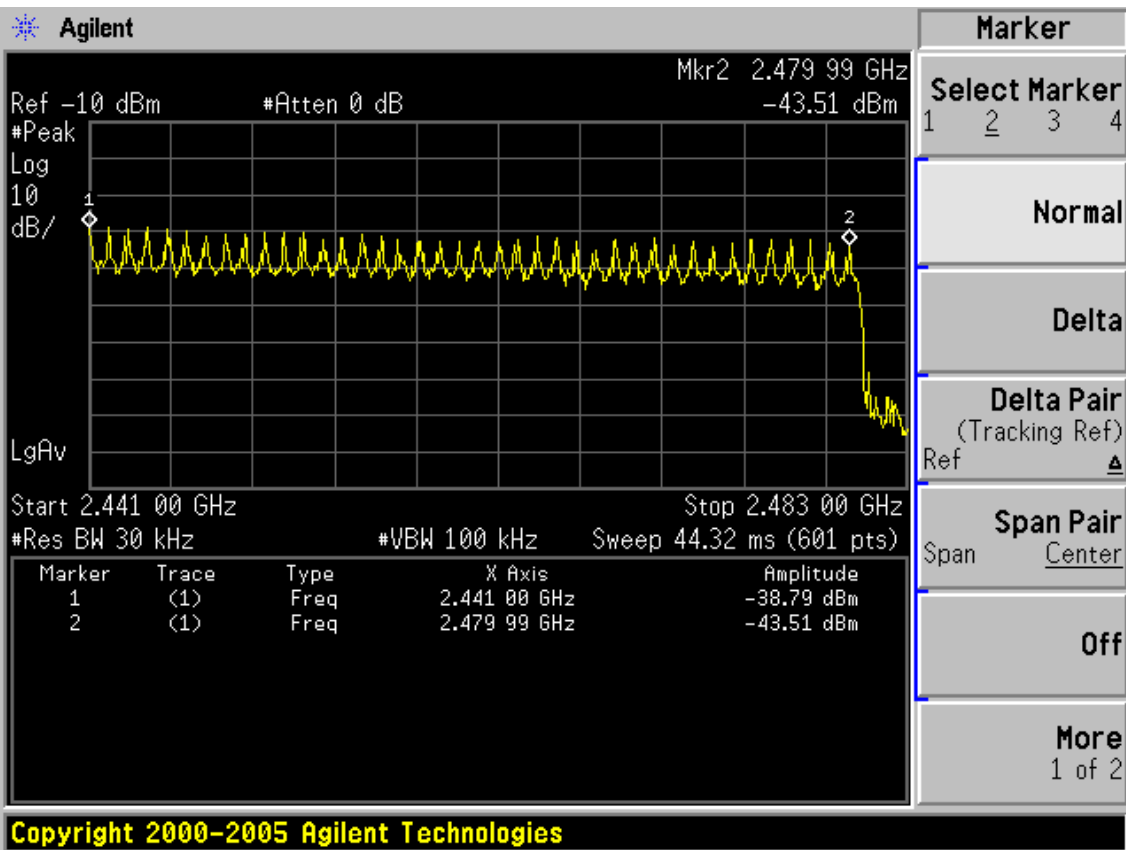 Agilent
Marker
Mkr2 2.479 99 GHz
Ref −10 dBm #Atten 0 dB −43.51 dBm
#Peak
Log
10
dB/
1
2
LgAv
Start 2.441 00 GHz Stop 2.483 00 GHz
#Res BW 30 kHz #VBW 100 kHz Sweep 44.32 ms (601 pts)
Marker Trace Type X Axis Amplitude
1 (1) Freq 2.441 00 GHz −38.79 dBm
2 (1) Freq 2.479 99 GHz −43.51 dBm
Select Marker
1 2 3 4
Normal
Delta
Delta Pair
(Tracking Ref)
Ref Δ
Span Pair
Span Center
Off
More
1 of 2
Copyright 2000−2005 Agilent Technologies